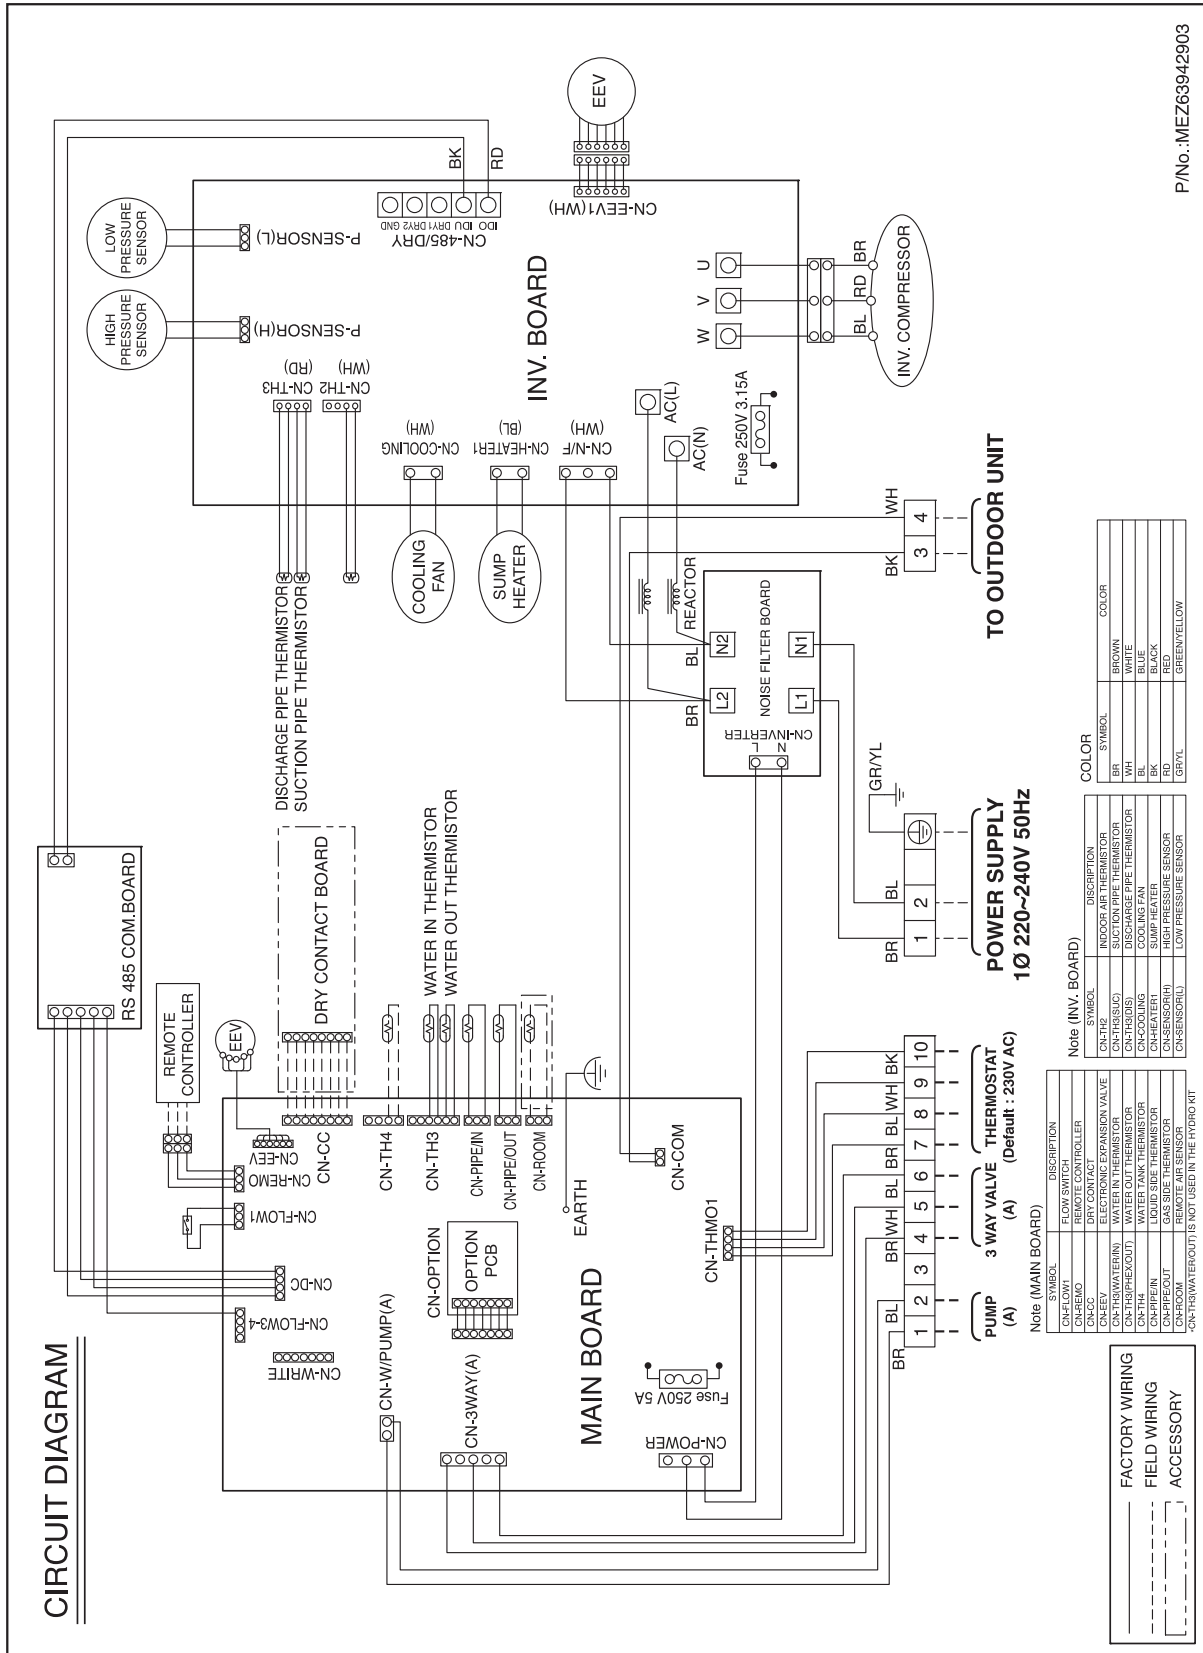 CIRCUIT DIAGRAM
P/No.:MEZ63942903
RS 485 COM.BOARD
REMOTE
CONTROLLER
EEV
DRY CONTACT BOARD
LOW
PRESSURE
SENSOR
HIGH
PRESSURE
SENSOR
BK
RD
EEV
CN-FLOW3-4
CN-DC
CN-FLOW1
CN-REMO
CN-EEV
CN-CC
CN-WRITE
CN-TH4
CN-TH3
CN-PIPE/IN
CN-PIPE/OUT
CN-ROOM
WATER IN THERMISTOR
WATER OUT THERMISTOR
EARTH
CN-W/PUMP(A)
CN-3WAY(A)
CN-OPTION
OPTION
PCB
MAIN BOARD
Fuse 250V 5A
CN-POWER
CN-THMO1
CN-COM
P-SENSOR(L)
P-SENSOR(H)
CN-485/DRY
GND
DRY2
DRY1
IDU
IDO
CN-EEV1(WH)
CN-TH3
(RD)
CN-TH2
(WH)
DISCHARGE PIPE THERMISTOR
SUCTION PIPE THERMISTOR
COOLING
FAN
CN-COOLING
(WH)
SUMP
HEATER
CN-HEATER1
(BL)
CN-N/F
(WH)
INV. BOARD
AC(L)
AC(N)
W
V
U
Fuse 250V 3.15A
BL
RD
BR
INV. COMPRESSOR
REACTOR
BR
BL
L2
N2
NOISE FILTER BOARD
CN-INVERTER
L
N
L1
N1
BR
BL
BR
WH
BL
BR
BL
WH
BK
1
2
3
4
5
6
7
8
9
10
PUMP
(A)
3 WAY VALVE
(A)
THERMOSTAT
(Default : 230V AC)
BR
BL
GR/YL
1
2
POWER SUPPLY
1Ø 220~240V 50Hz
BK
WH
3
4
TO OUTDOOR UNIT
FACTORY WIRING
FIELD WIRING
ACCESSORY
Note (MAIN BOARD)
SYMBOL DISCRIPTION
CN-FLOW1 FLOW SWITCH
CN-REMO REMOTE CONTROLLER
CN-CC DRY CONTACT
CN-EEV ELECTRONIC EXPANSION VALVE
CN-TH3(WATER/IN) WATER IN THERMISTOR
CN-TH3(PHEX/OUT) WATER OUT THERMISTOR
CN-TH4 WATER TANK THERMISTOR
CN-PIPE/IN LIQUID SIDE THERMISTOR
CN-PIPE/OUT GAS SIDE THERMISTOR
CN-ROOM REMOTE AIR SENSOR
*CN-TH3(WATER/OUT) IS NOT USED IN THE HYDRO KIT
Note (INV. BOARD)
SYMBOL DISCRIPTION
CN-TH2 INDOOR AIR THERMISTOR
CN-TH3(SUC) SUCTION PIPE THERMISTOR
CN-TH3(DIS) DISCHARGE PIPE THERMISTOR
CN-COOLING COOLING FAN
CN-HEATER1 SUMP HEATER
CN-SENSOR(H) HIGH PRESSURE SENSOR
CN-SENSOR(L) LOW PRESSURE SENSOR
COLOR
SYMBOL COLOR
BR BROWN
WH WHITE
BL BLUE
BK BLACK
RD RED
GR/YL GREEN/YELLOW